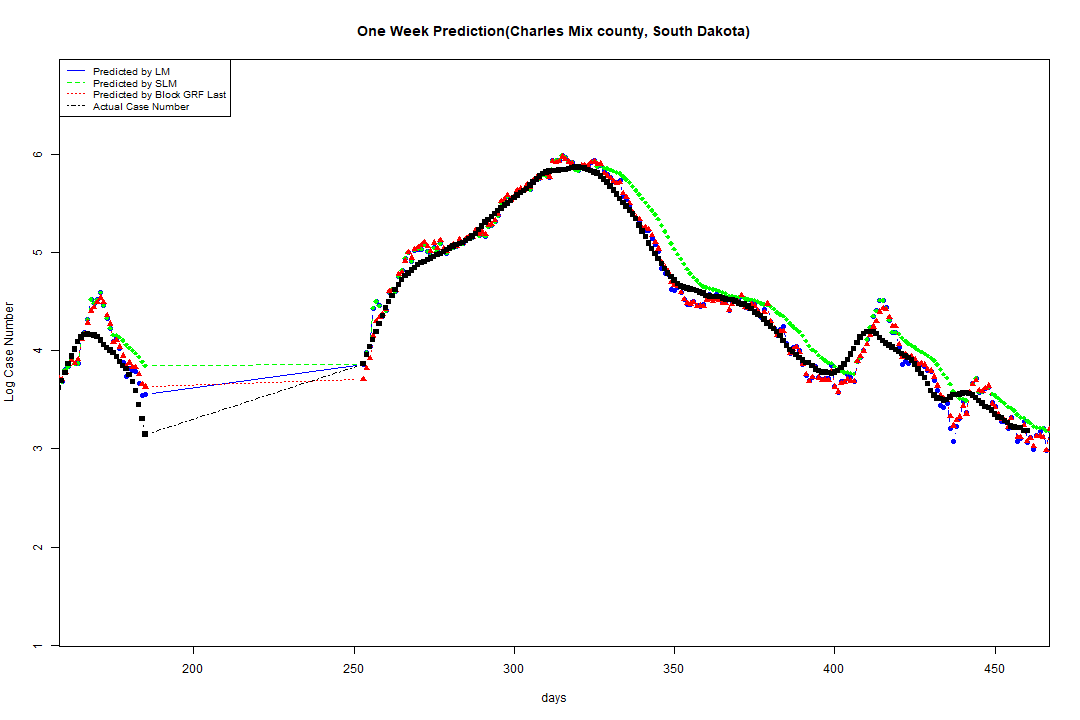 One Week Prediction(Charles Mix county, South Dakota)
Predicted by LM
Predicted by SLM
Predicted by Block GRF Last
Actual Case Number
Log Case Number
6
5
4
3
2
1
200
250
300
350
400
450
days